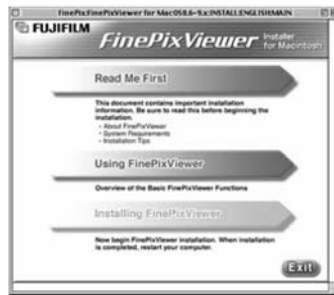 FinePix:FinePixViewer for MacOS8.6-9.x:INSTALL:ENGLISH:MAIN
FUJIFILM
FinePixViewer Installer for Macintosh
Read Me First
This document contains important installation
information. Be sure to read this before beginning the
installation.
- About FinePixViewer
- System Requirements
- Installation Tips
Using FinePixViewer
Overview of the Basic FinePixViewer Functions
Installing FinePixViewer
Now begin FinePixViewer installation. When installation
is completed, restart your computer.
Exit